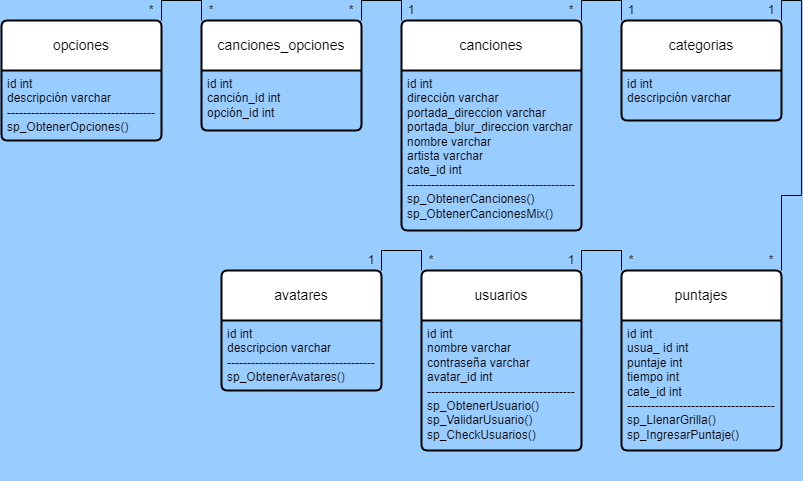 * * * 1 * 1 1
opciones
id int
descripción varchar
------------------------------------
sp_ObtenerOpciones()
canciones_opciones
id int
canción_id int
opción_id int
canciones
id int
dirección varchar
portada_direccion varchar
portada_blur_direccion varchar
nombre varchar
artista varchar
cate_id int
-----------------------------------------
sp_ObtenerCanciones()
sp_ObtenerCancionesMix()
categorias
id int
descripción varchar
1 * 1 * *
avatares
id int
descripcion varchar
------------------------------------
sp_ObtenerAvatares()
usuarios
id int
nombre varchar
contraseña varchar
avatar_id int
------------------------------------
sp_ObtenerUsuario()
sp_ValidarUsuario()
sp_CheckUsuarios()
puntajes
id int
usua_ id int
puntaje int
tiempo int
cate_id int
------------------------------------
sp_LlenarGrilla()
sp_IngresarPuntaje()